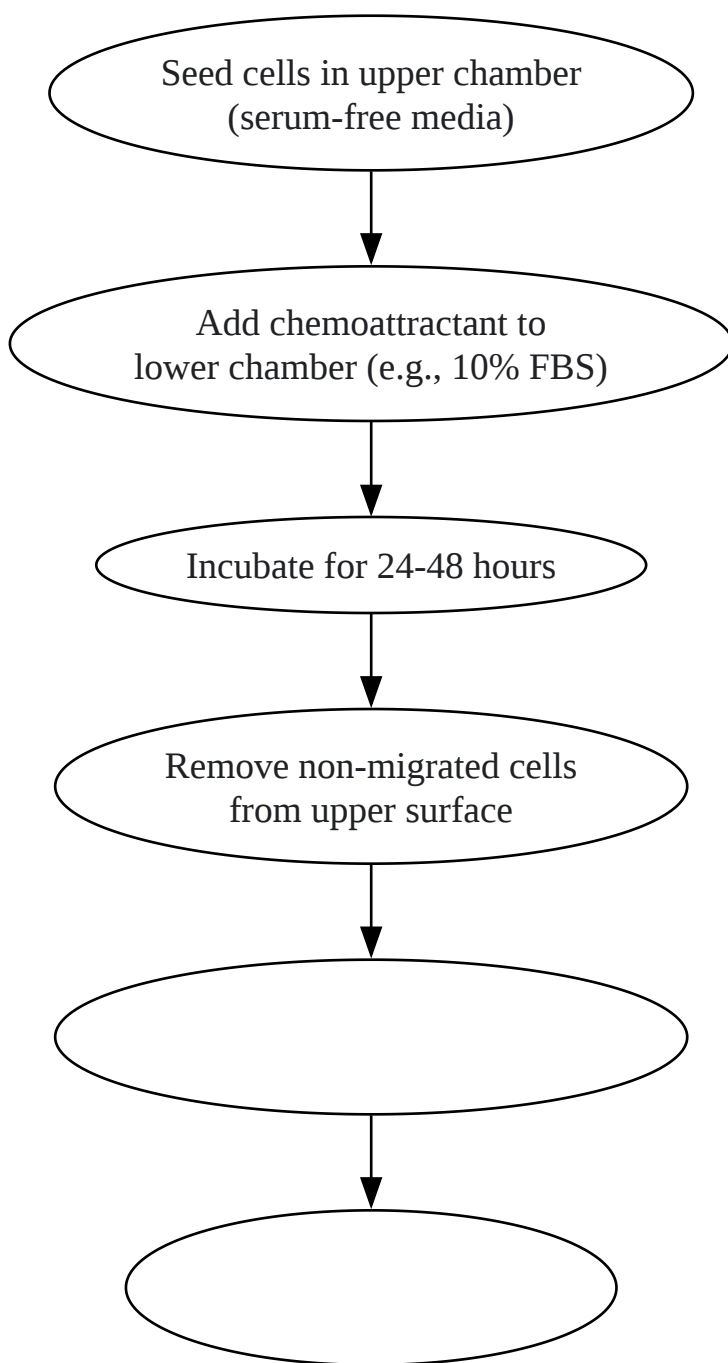 Seed cells in upper chamber
(serum-free media)
Add chemoattractant to
lower chamber (e.g., 10% FBS)
Incubate for 24-48 hours
Remove non-migrated cells
from upper surface